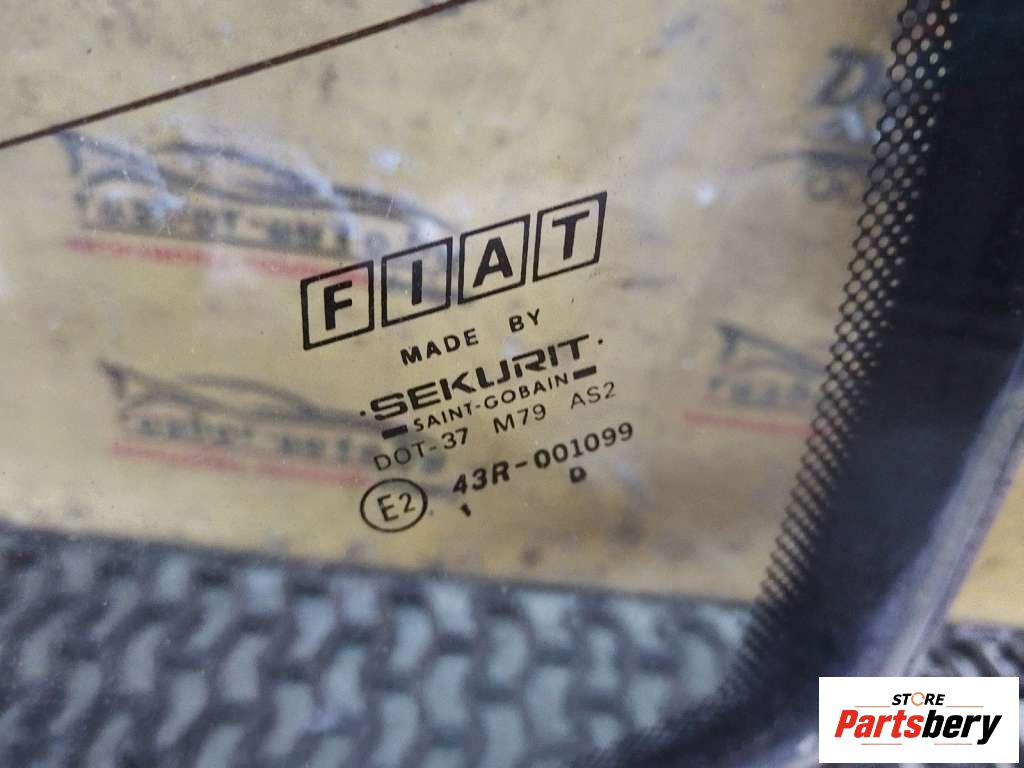 FIAT
MADE BY
·SEKURIT·
SAINT-GOBAIN
DOT-37 M79 AS2
E2 43R-001099
D
STORE
Partsbery